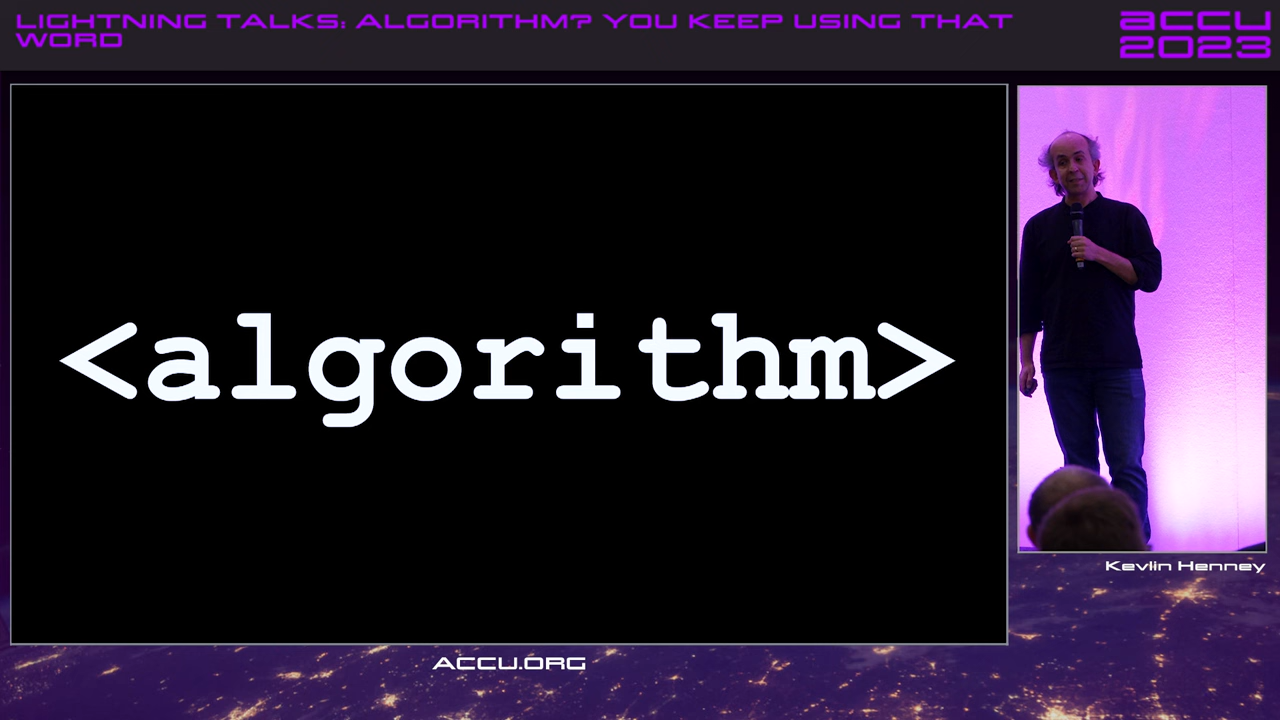 LIGHTNING TALKS: ALGORITHM? YOU KEEP USING THAT
WORD
accu
2023
<algorithm>
Kevlin Henney
ACCU.ORG